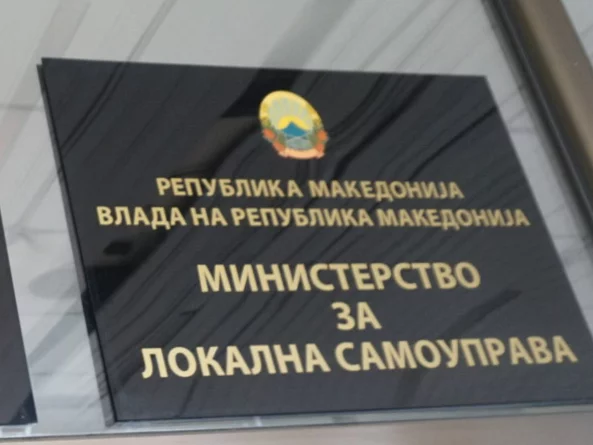 РЕПУБЛИКА МАКЕДОНИЈА
ВЛАДА НА РЕПУБЛИКА МАКЕДОНИЈА
МИНИСТЕРСТВО
ЗА
ЛОКАЛНА САМОУПРАВА